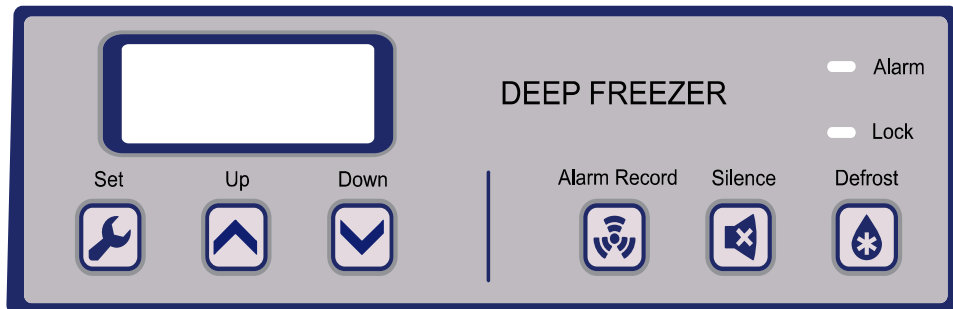 DEEP FREEZER
Alarm
Lock
Set Up Down
Alarm Record Silence Defrost